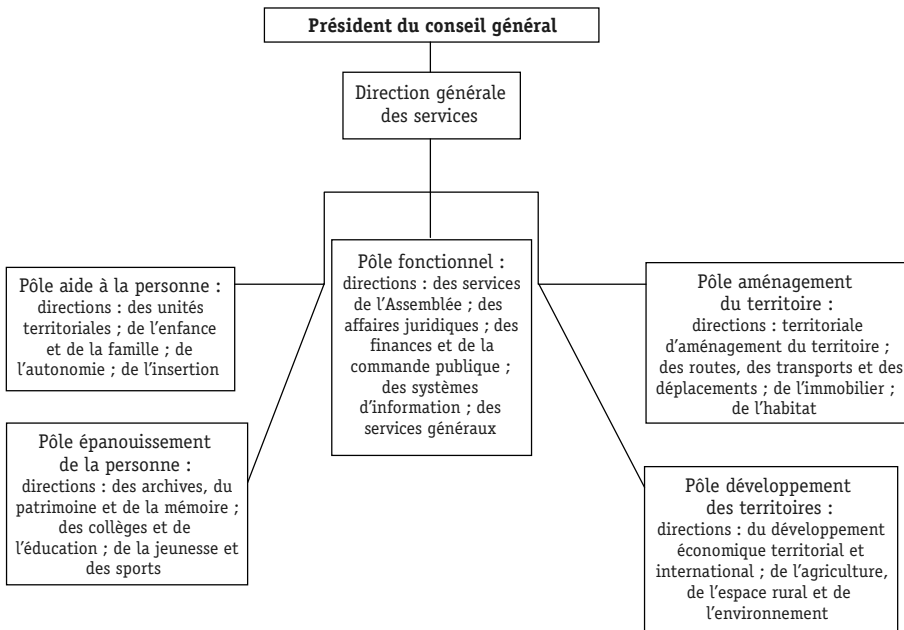 Président du conseil général
Direction générale
des services
Pôle aide à la personne :
directions : des unités
territoriales ; de l'enfance
et de la famille ; de
l'autonomie ; de l'insertion
Pôle épanouissement
de la personne :
directions : des archives, du
patrimoine et de la mémoire ;
des collèges et de
l'éducation ; de la jeunesse et
des sports
Pôle fonctionnel :
directions : des services
de l'Assemblée ; des
affaires juridiques ; des
finances et de la
commande publique ;
des systèmes
d'information ; des
services généraux
Pôle aménagement
du territoire :
directions : territoriale
d'aménagement du territoire ;
des routes, des transports et des
déplacements ; de l'immobilier ;
de l'habitat
Pôle développement
des territoires :
directions : du développement
économique territorial et
international ; de l'agriculture,
de l'espace rural et de
l'environnement